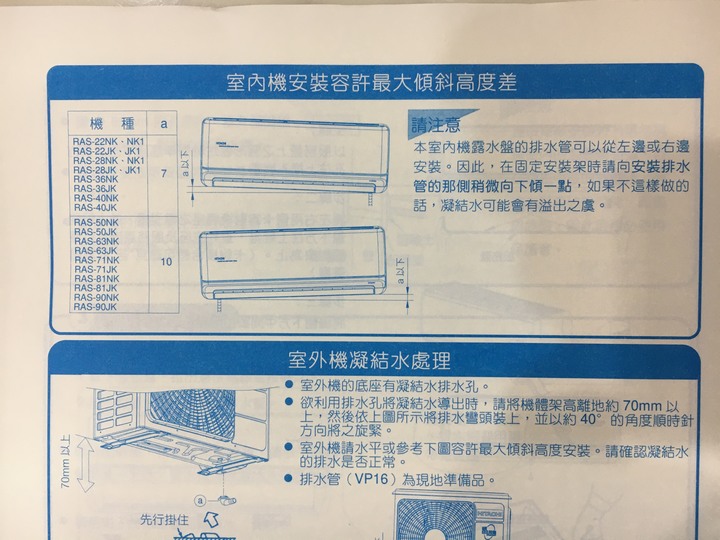 室內機安裝容許最大傾斜高度差
機 種 a
RAS-22NK、NK1
RAS-22JK、JK1
RAS-28NK、NK1
RAS-28JK、JK1
RAS-36NK
RAS-36JK
RAS-40NK
RAS-40JK
7
RAS-50NK
RAS-50JK
RAS-63NK
RAS-63JK
RAS-71NK
RAS-71JK
RAS-81NK
RAS-81JK
RAS-90NK
RAS-90JK
10
a以下
a以下
請注意
本室內機露水盤的排水管可以從左邊或右邊
安裝。因此，在固定安裝架時請向安裝排水
管的那側稍微向下傾一點，如果不這樣做的
話，凝結水可能會有溢出之虞。
室外機凝結水處理
● 室外機的底座有凝結水排水孔。
● 欲利用排水孔將凝結水導出時，請將機體架高離地約 70mm 以
上，然後依上圖所示將排水彎頭裝上，並以約 40° 的角度順時針
方向將之旋緊。
● 室外機請水平或參考下圖容許最大傾斜高度安裝。請確認凝結水
的排水是否正常。
● 排水管（VP16）為現地準備品。
70mm 以上
a
先行掛住
HITACHI